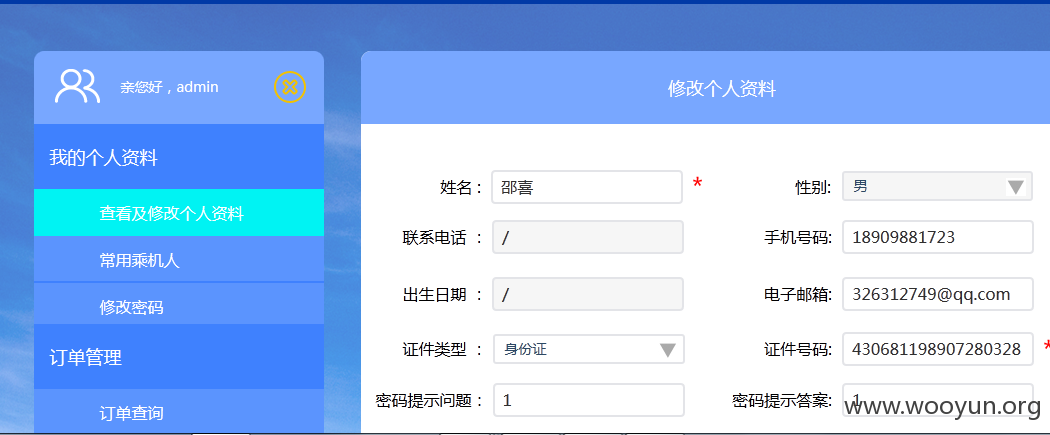 亲您好，admin
修改个人资料
我的个人资料
查看及修改个人资料
常用乘机人
修改密码
订单管理
订单查询
姓名： 邵喜 * 性别: 男
联系电话 ： / 手机号码: 18909881723
出生日期 ： / 电子邮箱: 326312749@qq.com
证件类型 ： 身份证 证件号码: 430681198907280328 *
密码提示问题： 1 密码提示答案: 1
www.wooyun.org